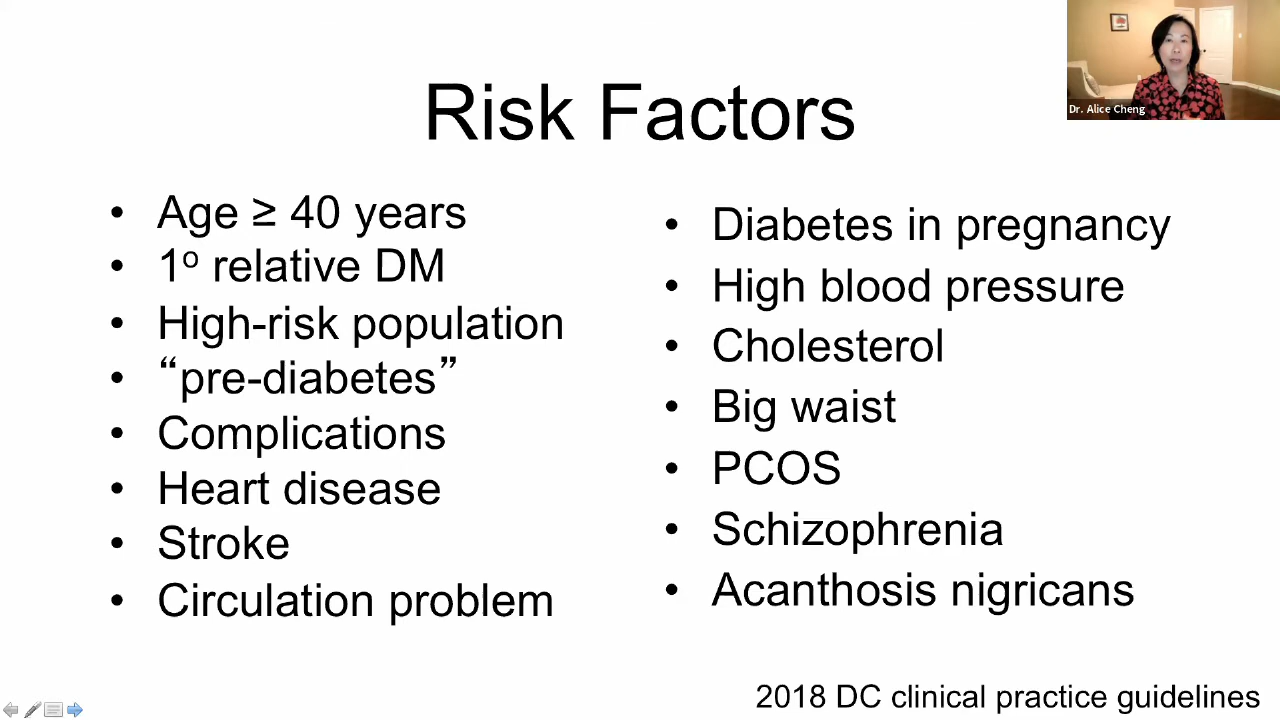 Risk Factors
• Age ≥ 40 years
• 1º relative DM
• High-risk population
• “pre-diabetes”
• Complications
• Heart disease
• Stroke
• Circulation problem
• Diabetes in pregnancy
• High blood pressure
• Cholesterol
• Big waist
• PCOS
• Schizophrenia
• Acanthosis nigricans
2018 DC clinical practice guidelines
Dr. Alice Cheng